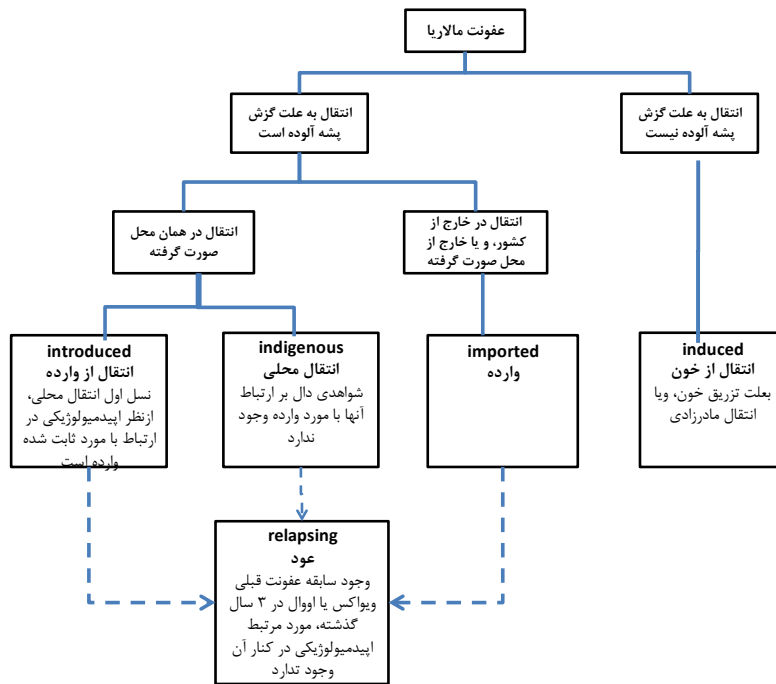 عفونت مالاریا
انتقال به علت گزش
پشه آلوده است
انتقال به علت گزش
پشه آلوده نیست
انتقال در همان محل
صورت گرفته
انتقال در خارج از
کشور، و یا خارج از
محل صورت گرفته
introduced
انتقال از وارده
نسل اول انتقال محلی،
ازنظر اپیدمیولوژیکی در
ارتباط با مورد ثابت شده
وارده است
indigenous
انتقال محلی
شواهدی دال بر ارتباط
آنها با مورد وارده وجود
ندارد
imported
وارده
induced
انتقال از خون
بعلت تزریق خون، ویا
انتقال مادرزادی
relapsing
عود
وجود سابقه عفونت قبلی
ویواکس یا اووال در ۳ سال
گذشته، مورد مرتبط
اپیدمیولوژیکی در کنار آن
وجود تدارد